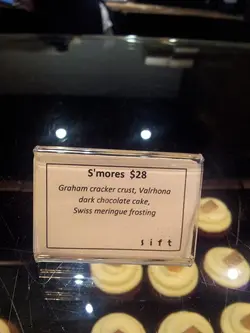 S'mores $28
Graham cracker crust, Valrhona
dark chocolate cake,
Swiss meringue frosting
sift